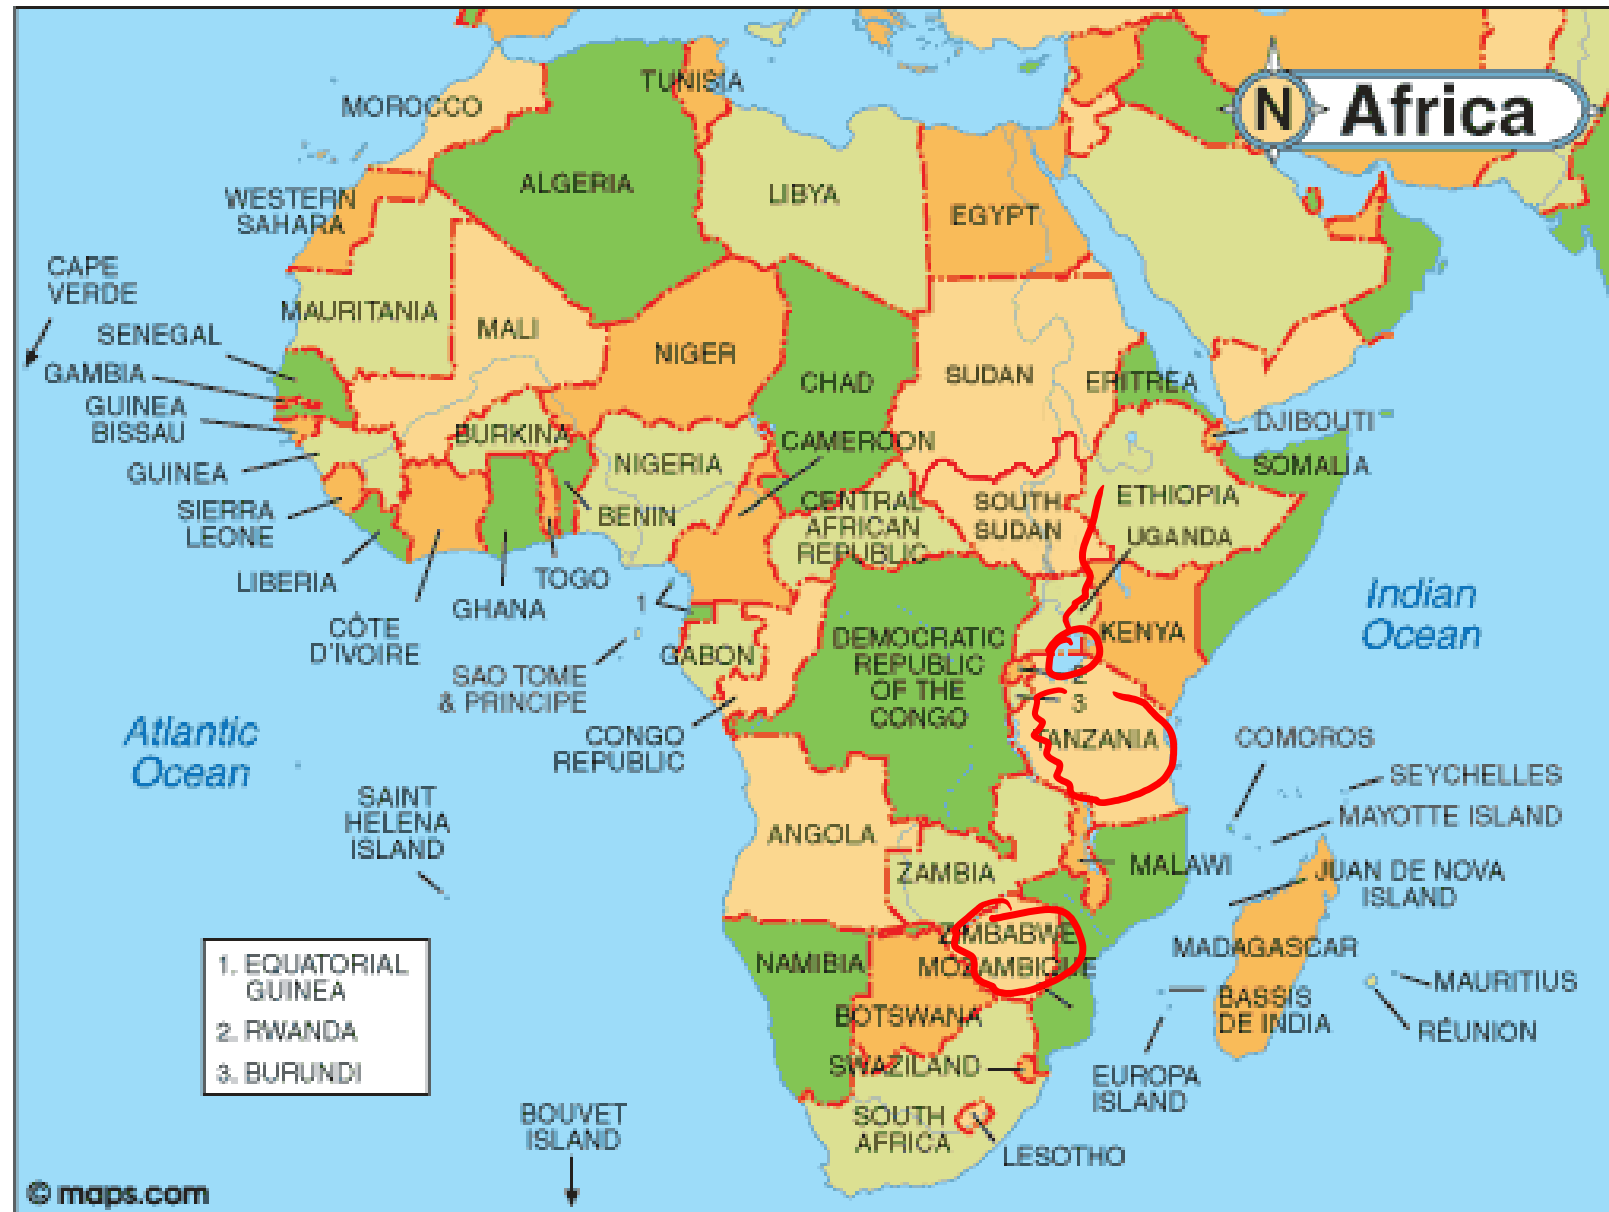 Africa
N
TUNISIA
MOROCCO
ALGERIA
LIBYA
EGYPT
WESTERN
SAHARA
CAPE
VERDE
MAURITANIA
MALI
NIGER
CHAD
SUDAN
ERITREA
SENEGAL
GAMBIA
GUINEA
BISSAU
GUINEA
SIERRA
LEONE
LIBERIA
CÔTE
D'IVOIRE
GHANA
TOGO
BENIN
BURKINA
NIGERIA
CAMEROON
CENTRAL
AFRICAN
REPUBLIC
SOUTH
SUDAN
DJIBOUTI
SOMALIA
ETHIOPIA
UGANDA
KENYA
Indian
Ocean
1
GABON
SAO TOME
& PRINCIPE
CONGO
REPUBLIC
DEMOCRATIC
REPUBLIC
OF THE
CONGO
2
3
TANZANIA
Atlantic
Ocean
SAINT
HELENA
ISLAND
COMOROS
SEYCHELLES
MAYOTTE ISLAND
ANGOLA
ZAMBIA
MALAWI
JUAN DE NOVA
ISLAND
ZIMBABWE
MOZAMBIQUE
MADAGASCAR
NAMIBIA
BOTSWANA
BASSIS
DE INDIA
MAURITIUS
RÉUNION
SWAZILAND
EUROPA
ISLAND
SOUTH
AFRICA
LESOTHO
1. EQUATORIAL
GUINEA
2. RWANDA
3. BURUNDI
BOUVET
ISLAND
© maps.com